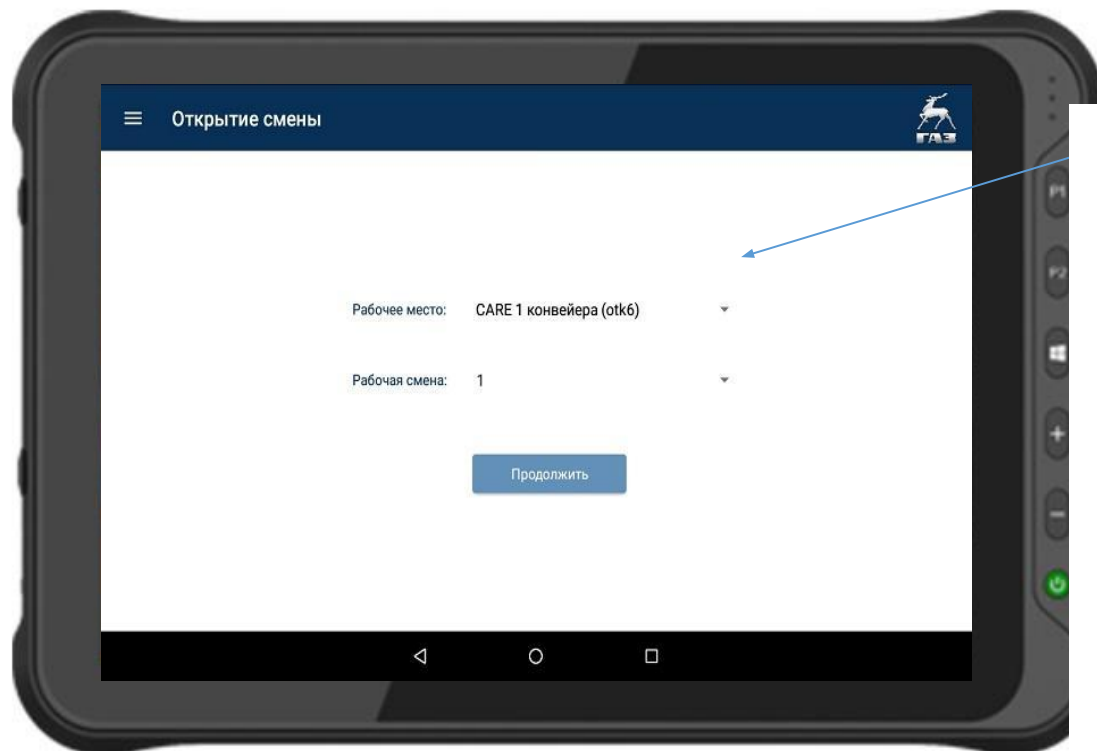 Открытие смены
ГАЗ
P1
Рабочее место: CARE 1 конвейера (otk6)
P2
Рабочая смена: 1
Продолжить